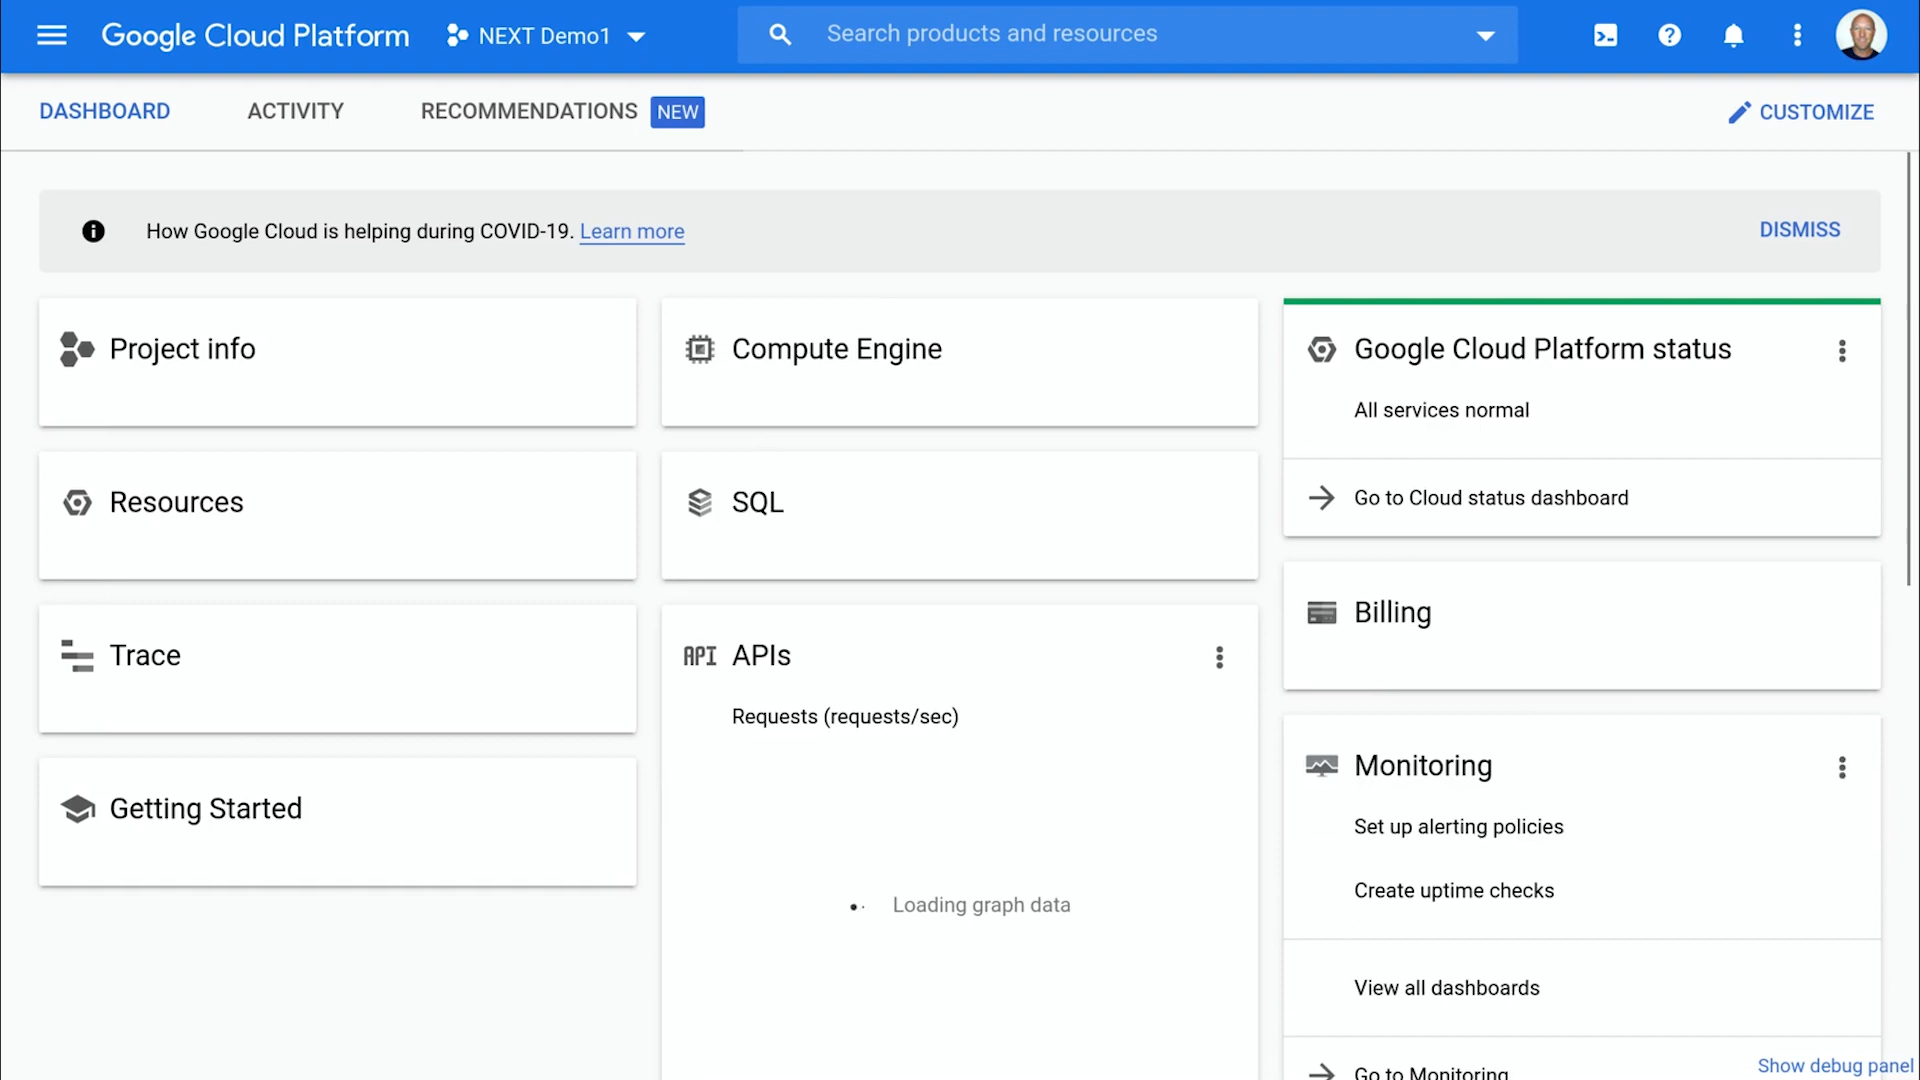 Google Cloud Platform
NEXT Demo1
Search products and resources
DASHBOARD
ACTIVITY
RECOMMENDATIONS
NEW
CUSTOMIZE
How Google Cloud is helping during COVID-19. Learn more
DISMISS
Project info
Resources
Trace
Getting Started
Compute Engine
SQL
API APIs
Requests (requests/sec)
Loading graph data
Google Cloud Platform status
All services normal
Go to Cloud status dashboard
Billing
Monitoring
Set up alerting policies
Create uptime checks
View all dashboards
Go to Monitoring
Show debug panel